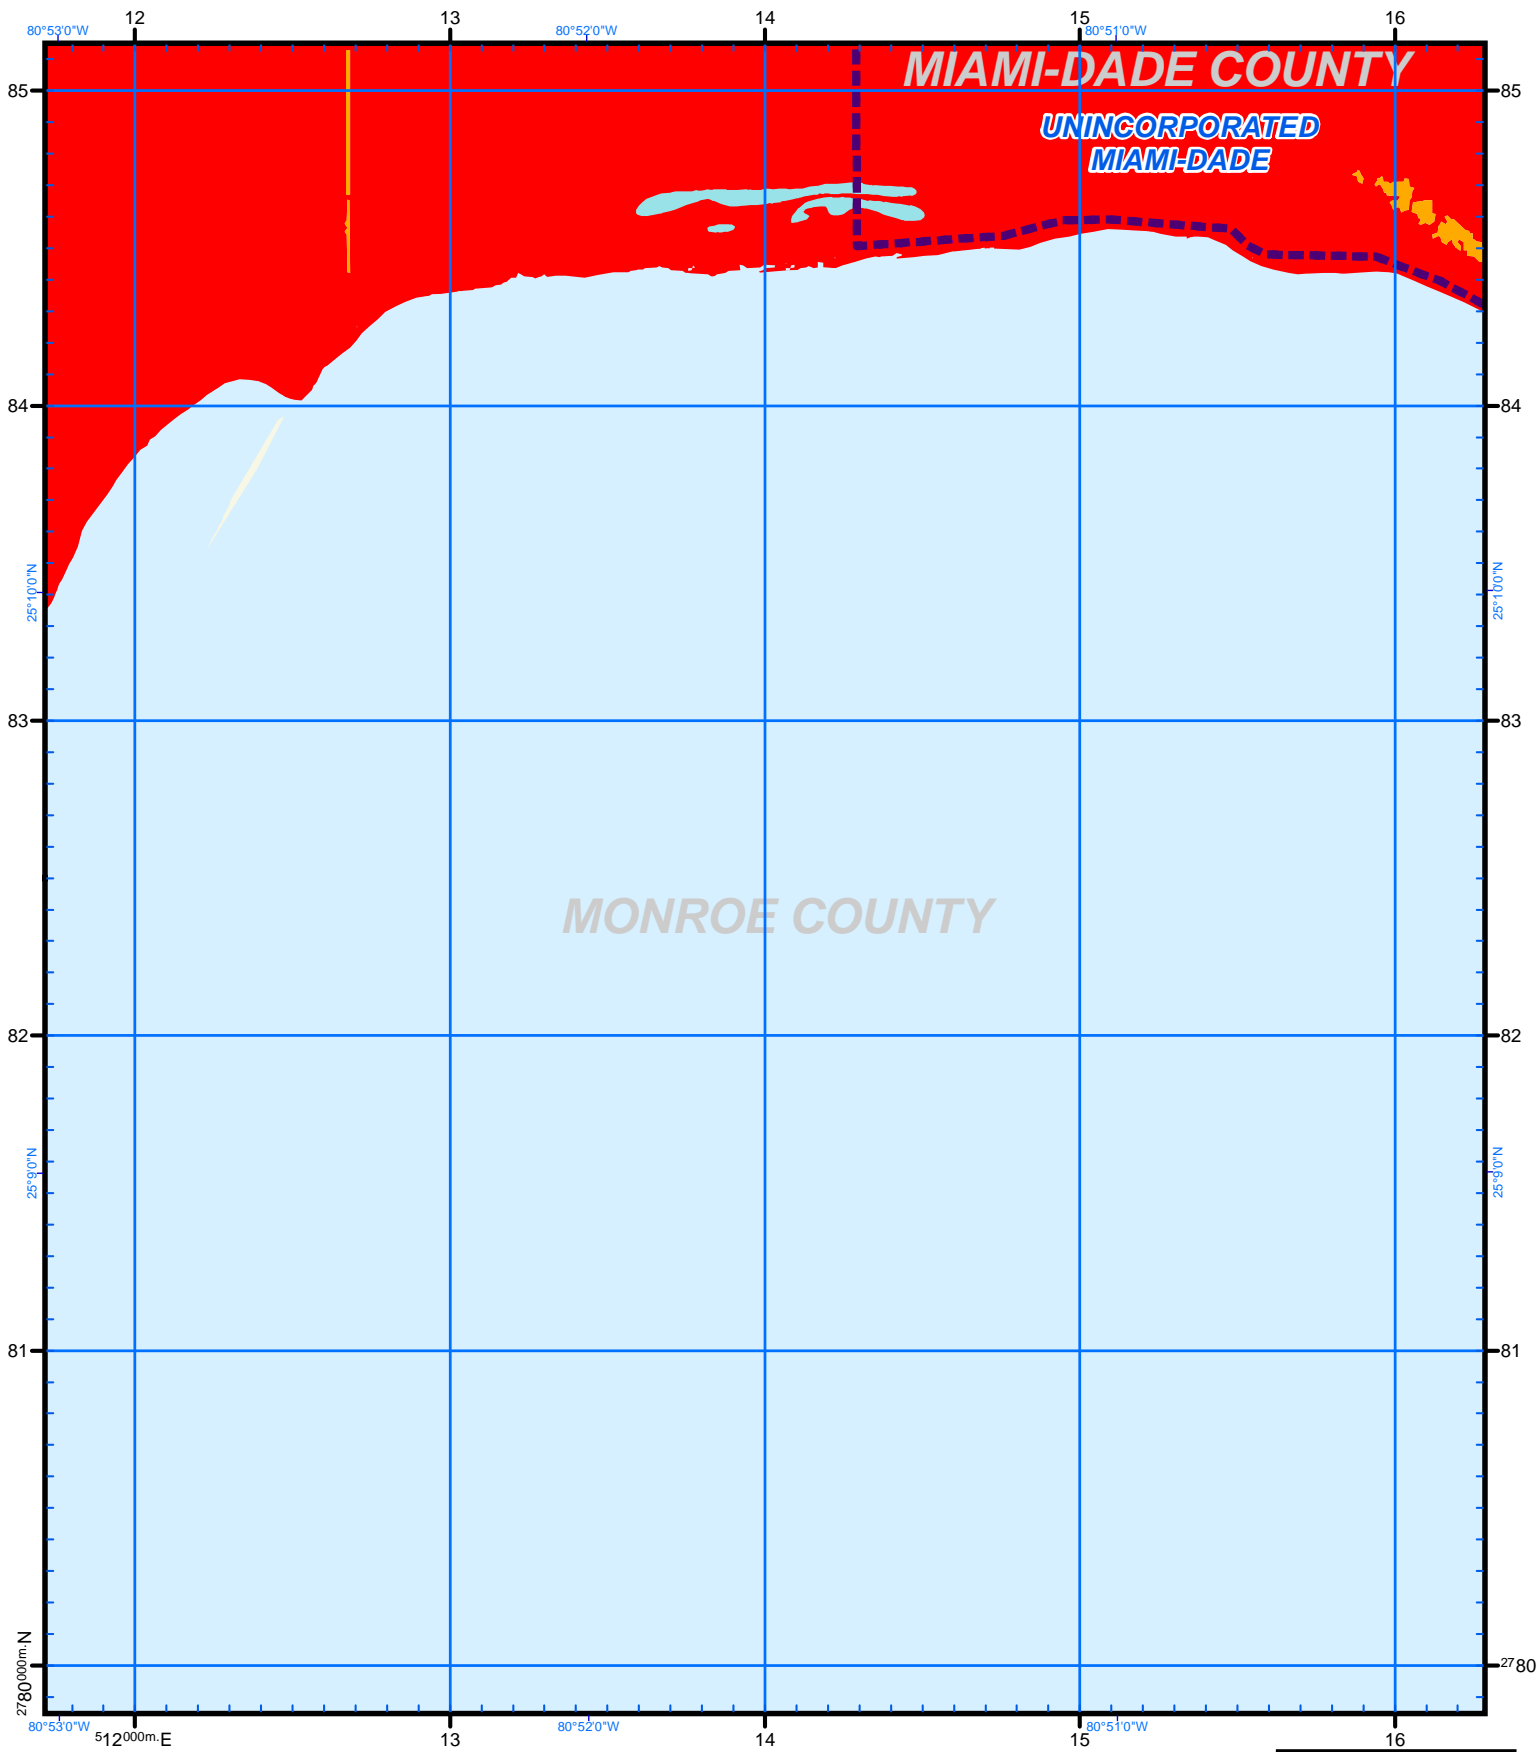 12 13 14 15 16
80°53'0"W 80°52'0"W 80°51'0"W
MIAMI-DADE COUNTY
85 85
UNINCORPORATED
MIAMI-DADE
84 84
25°10'0"N 25°10'0"N
83 83
MONROE COUNTY
82 82
25°9'0"N 25°9'0"N
81 81
2780000m.N 2780
80°53'0"W 80°52'0"W 80°51'0"W
512000m.E 13 14 15 16